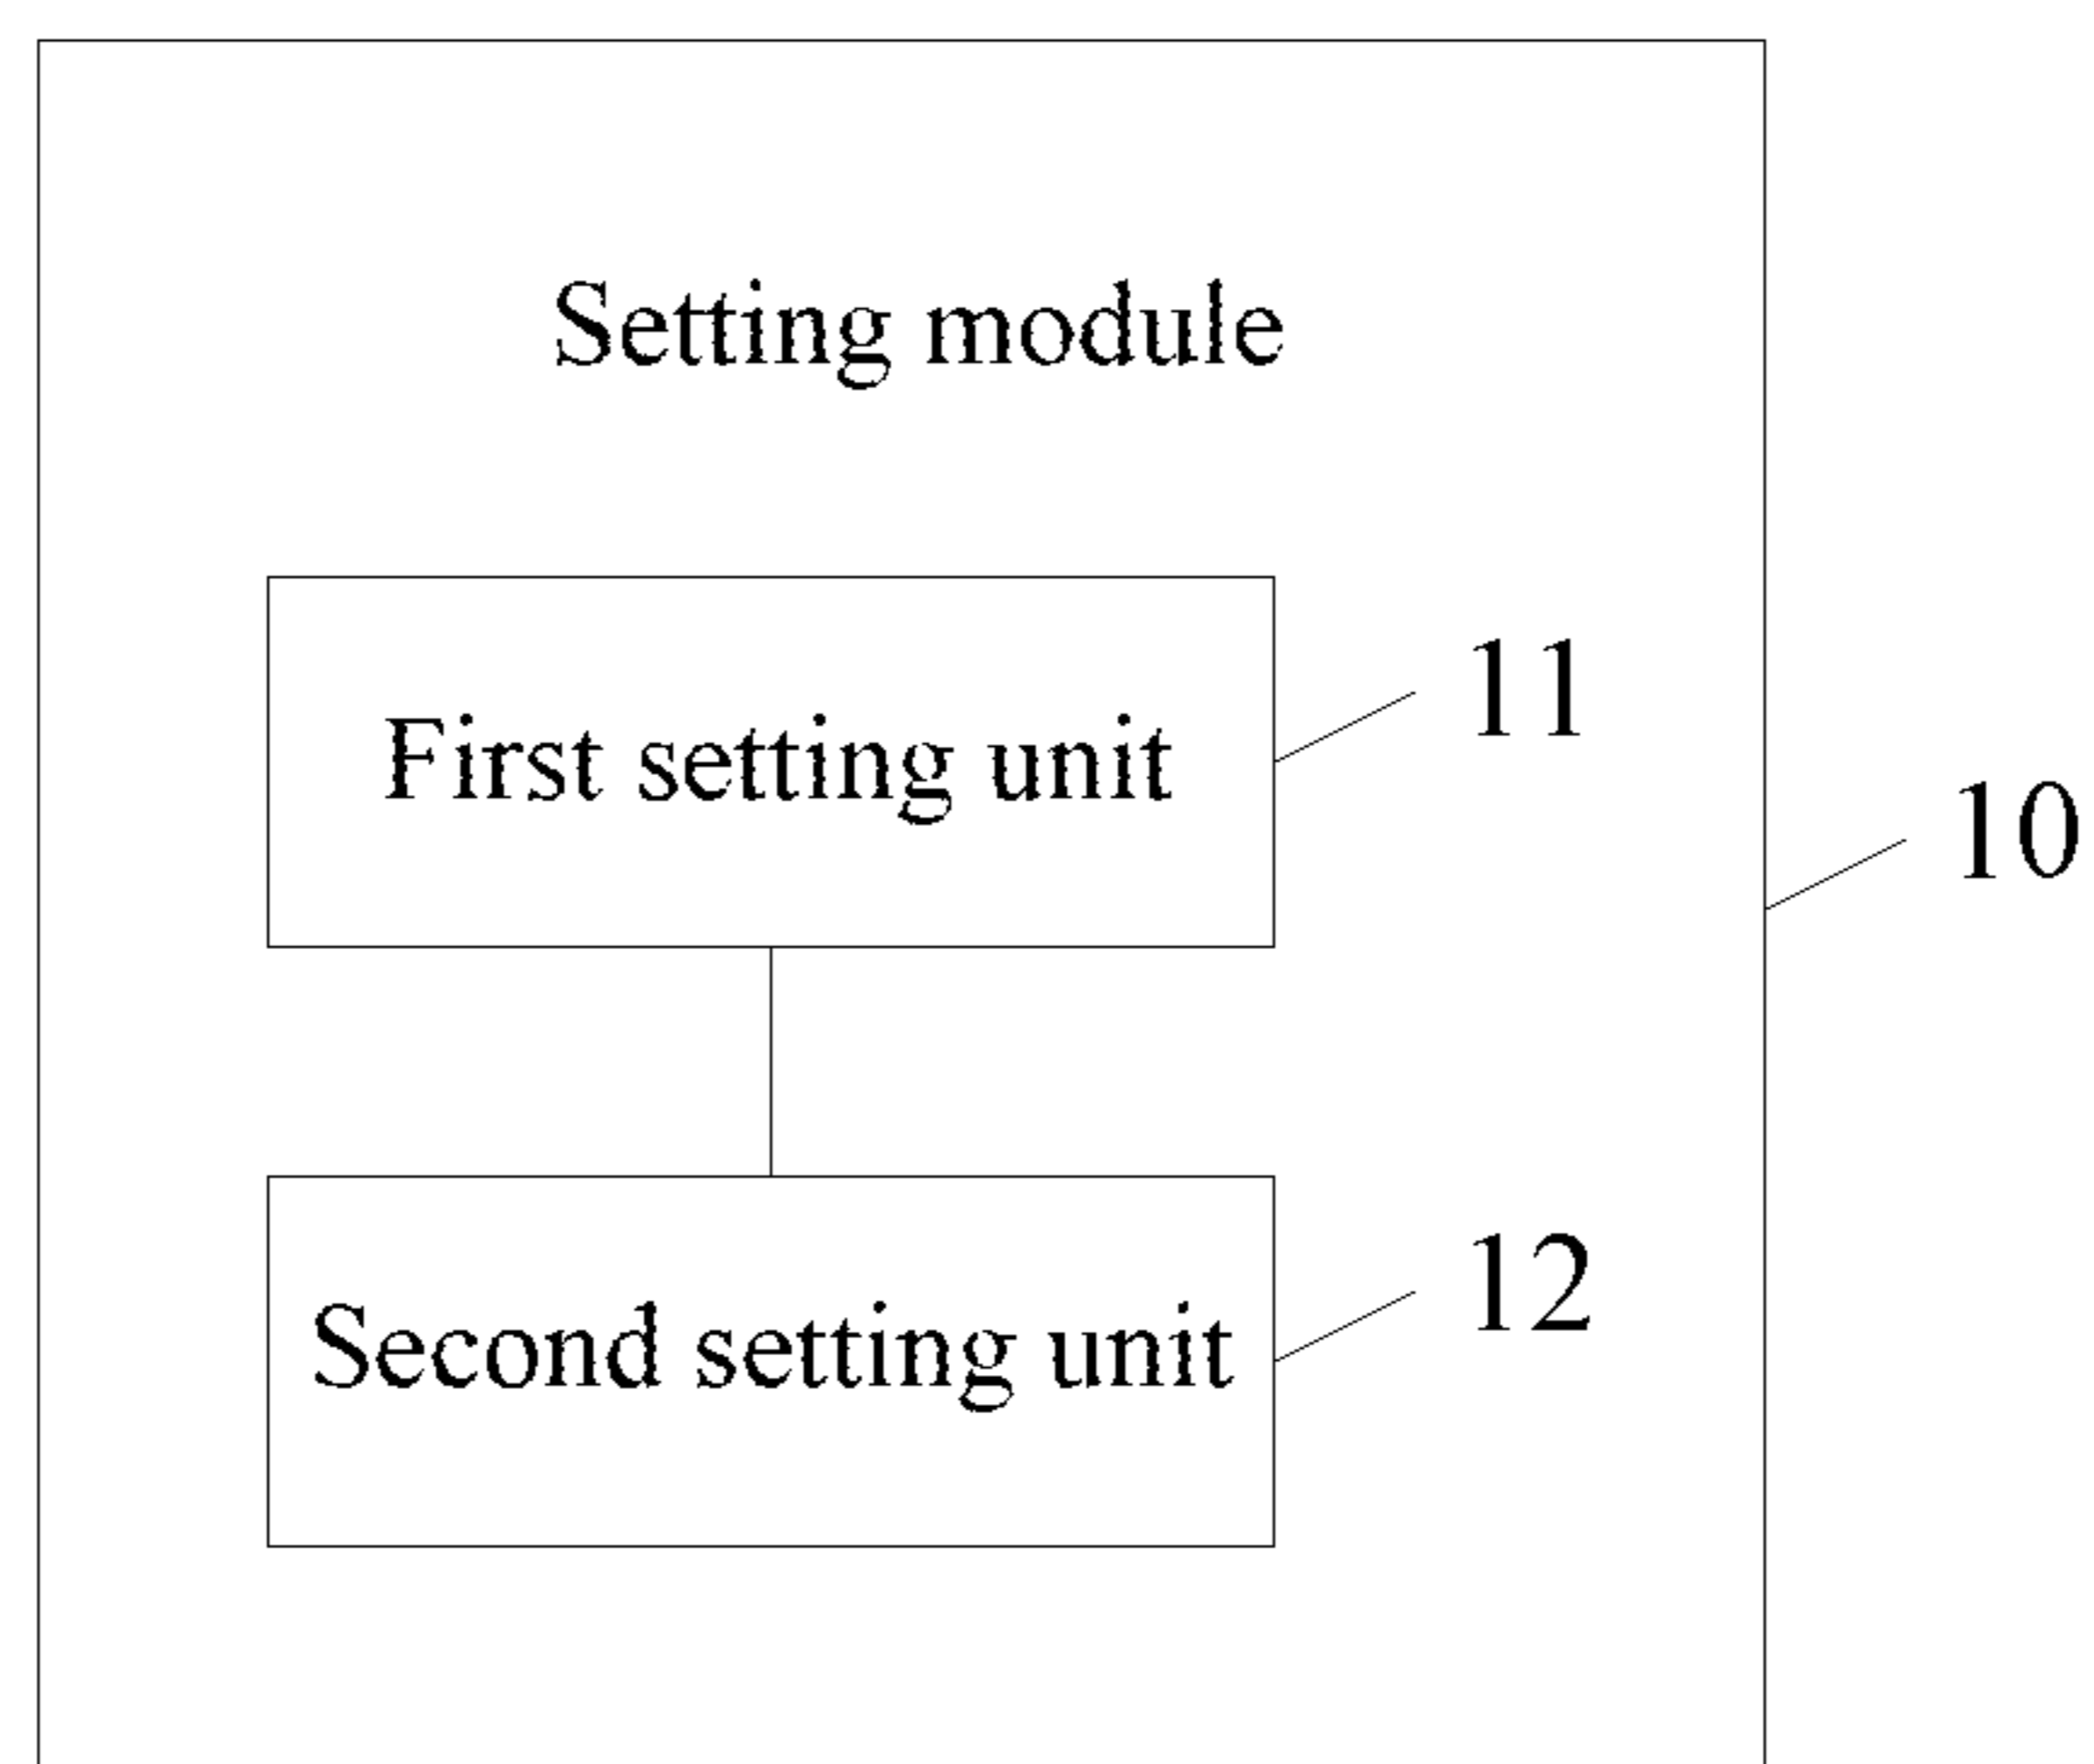 Setting module
First setting unit
11
10
Second setting unit
12